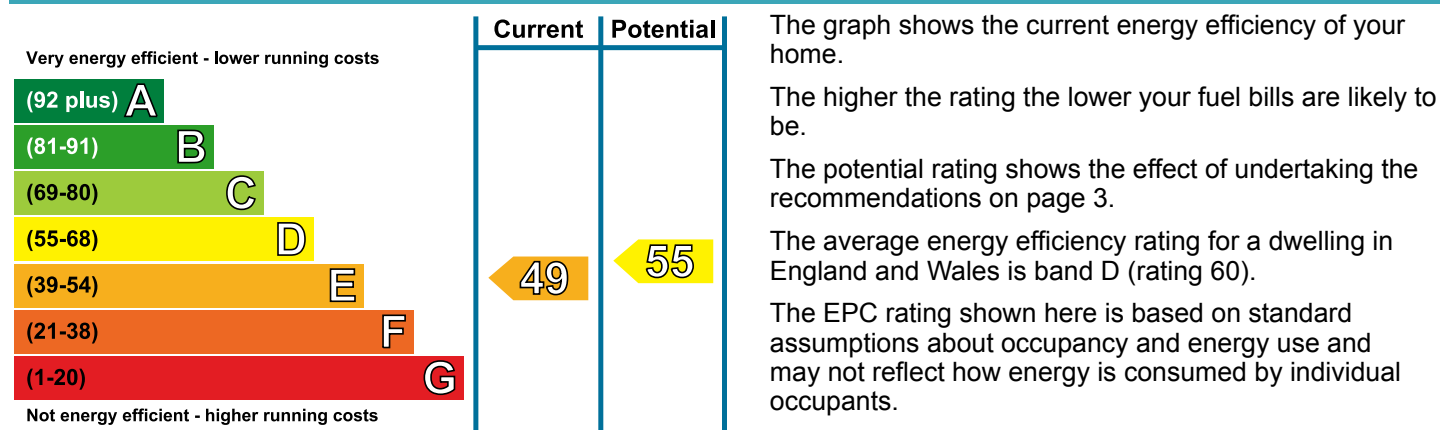 Current
Potential
Very energy efficient - lower running costs
(92 plus) A
(81-91) B
(69-80) C
(55-68) D
(39-54) E
(21-38) F
(1-20) G
Not energy efficient - higher running costs
49
55
The graph shows the current energy efficiency of your
home.
The higher the rating the lower your fuel bills are likely to
be.
The potential rating shows the effect of undertaking the
recommendations on page 3.
The average energy efficiency rating for a dwelling in
England and Wales is band D (rating 60).
The EPC rating shown here is based on standard
assumptions about occupancy and energy use and
may not reflect how energy is consumed by individual
occupants.